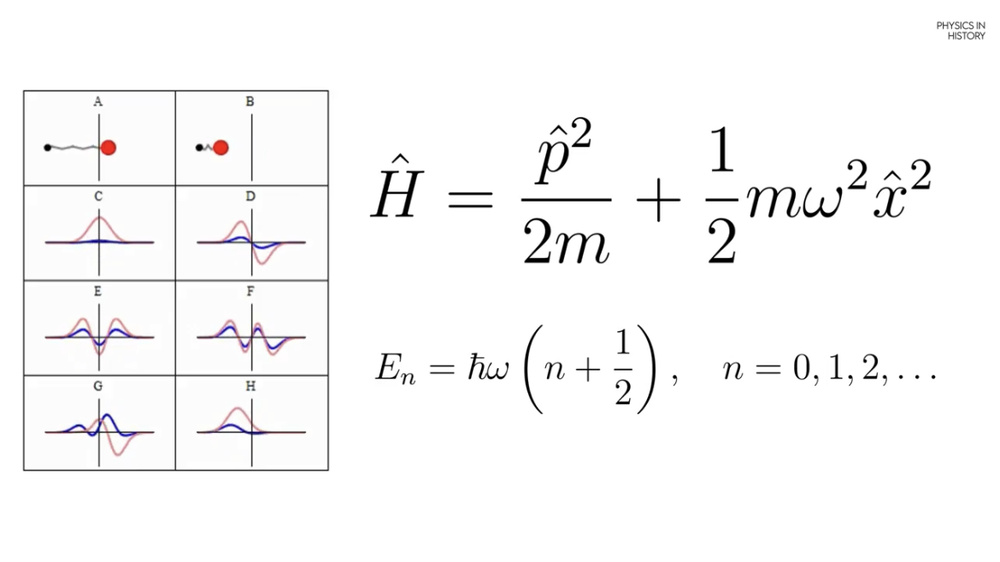 PHYSICS IN
HISTORY
A B
C D
E F
G H
Ĥ = p̂²/2m + 1/2 mω²x̂²
Eₙ = ħω(n + 1/2), n = 0, 1, 2, …